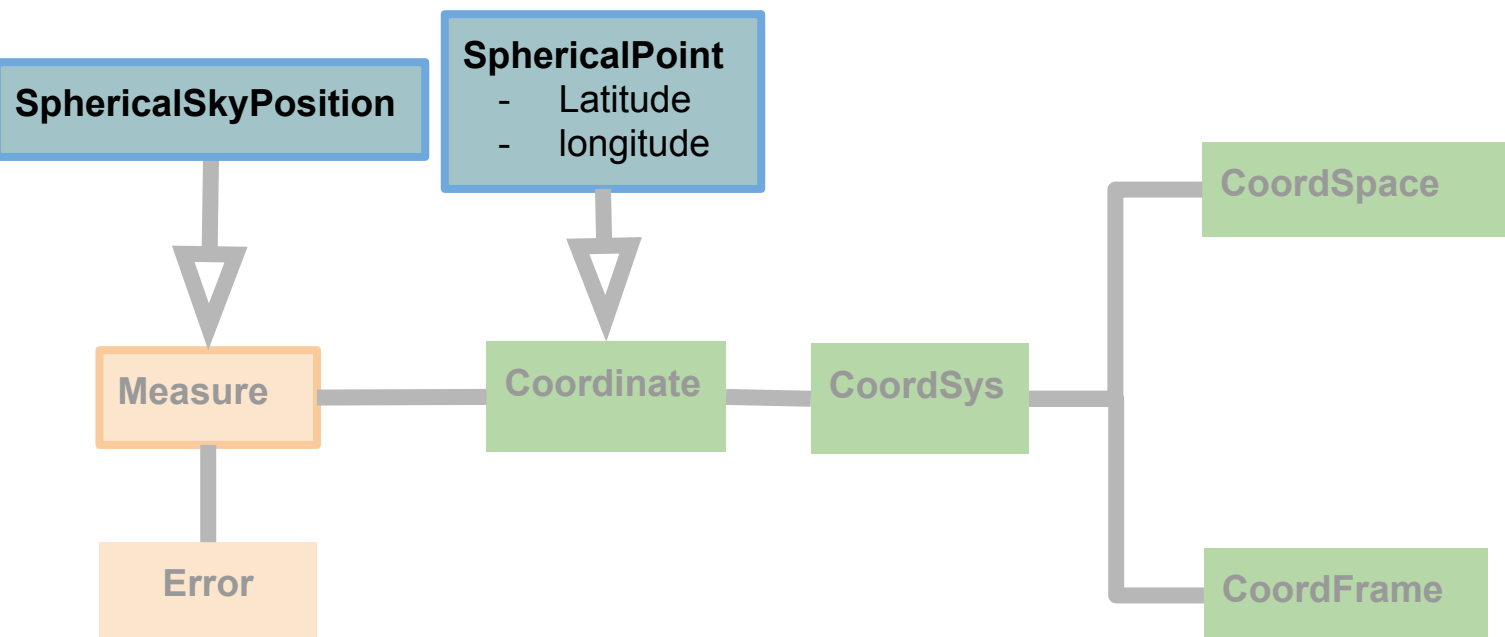 SphericalSkyPosition
SphericalPoint
- Latitude
- longitude
CoordSpace
Measure
Coordinate
CoordSys
Error
CoordFrame